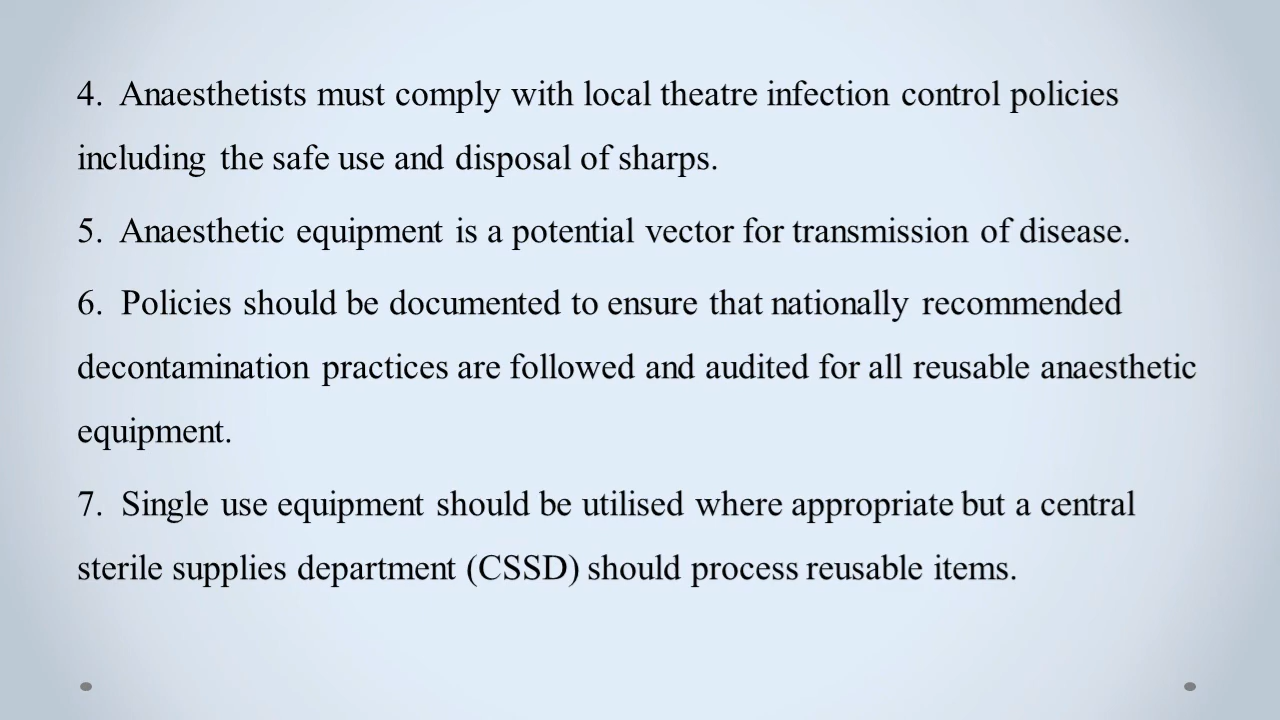 4. Anaesthetists must comply with local theatre infection control policies
including the safe use and disposal of sharps.
5. Anaesthetic equipment is a potential vector for transmission of disease.
6. Policies should be documented to ensure that nationally recommended
decontamination practices are followed and audited for all reusable anaesthetic
equipment.
7. Single use equipment should be utilised where appropriate but a central
sterile supplies department (CSSD) should process reusable items.